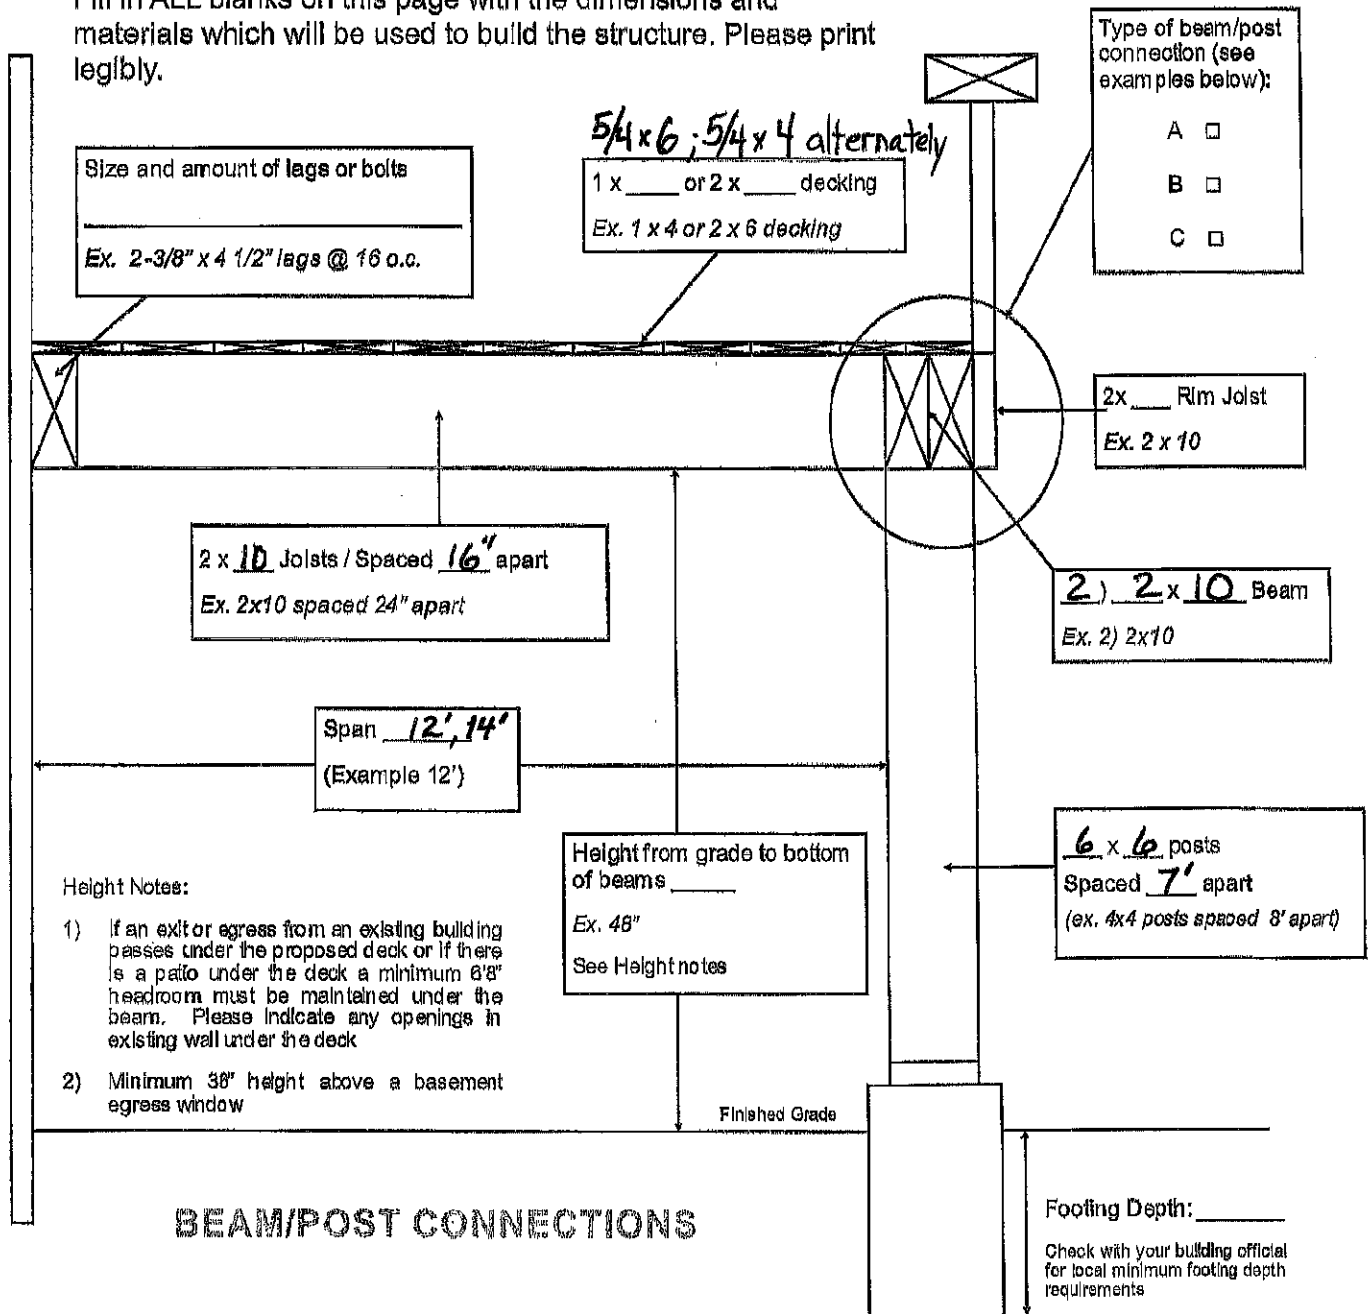 Fill in ALL blanks on this page with the dimensions and
materials which will be used to build the structure. Please print
legibly.
Type of beam/post
connection (see
examples below):
A □
B □
C □
5/4 x 6 ; 5/4 x 4 alternately
Size and amount of lags or bolts
Ex. 2-3/8" x 4 1/2" lags @ 16 o.c.
1 x ____ or 2 x ____ decking
Ex. 1 x 4 or 2 x 6 decking
2x ___ Rim Joist
Ex. 2 x 10
2 x 10 Joists / Spaced 16" apart
Ex. 2x10 spaced 24" apart
2 ) 2 x 10 Beam
Ex. 2) 2x10
Span 12', 14'
(Example 12')
Height from grade to bottom
of beams _____
Ex. 48"
See Height notes
6 x 6 posts
Spaced 7' apart
(ex. 4x4 posts spaced 8' apart)
Height Notes:
1) If an exit or egress from an existing building
passes under the proposed deck or if there
is a patio under the deck a minimum 6'8"
headroom must be maintained under the
beam. Please indicate any openings in
existing wall under the deck
2) Minimum 36" height above a basement
egress window
Finished Grade
BEAM/POST CONNECTIONS
Footing Depth: _______
Check with your building official
for local minimum footing depth
requirements